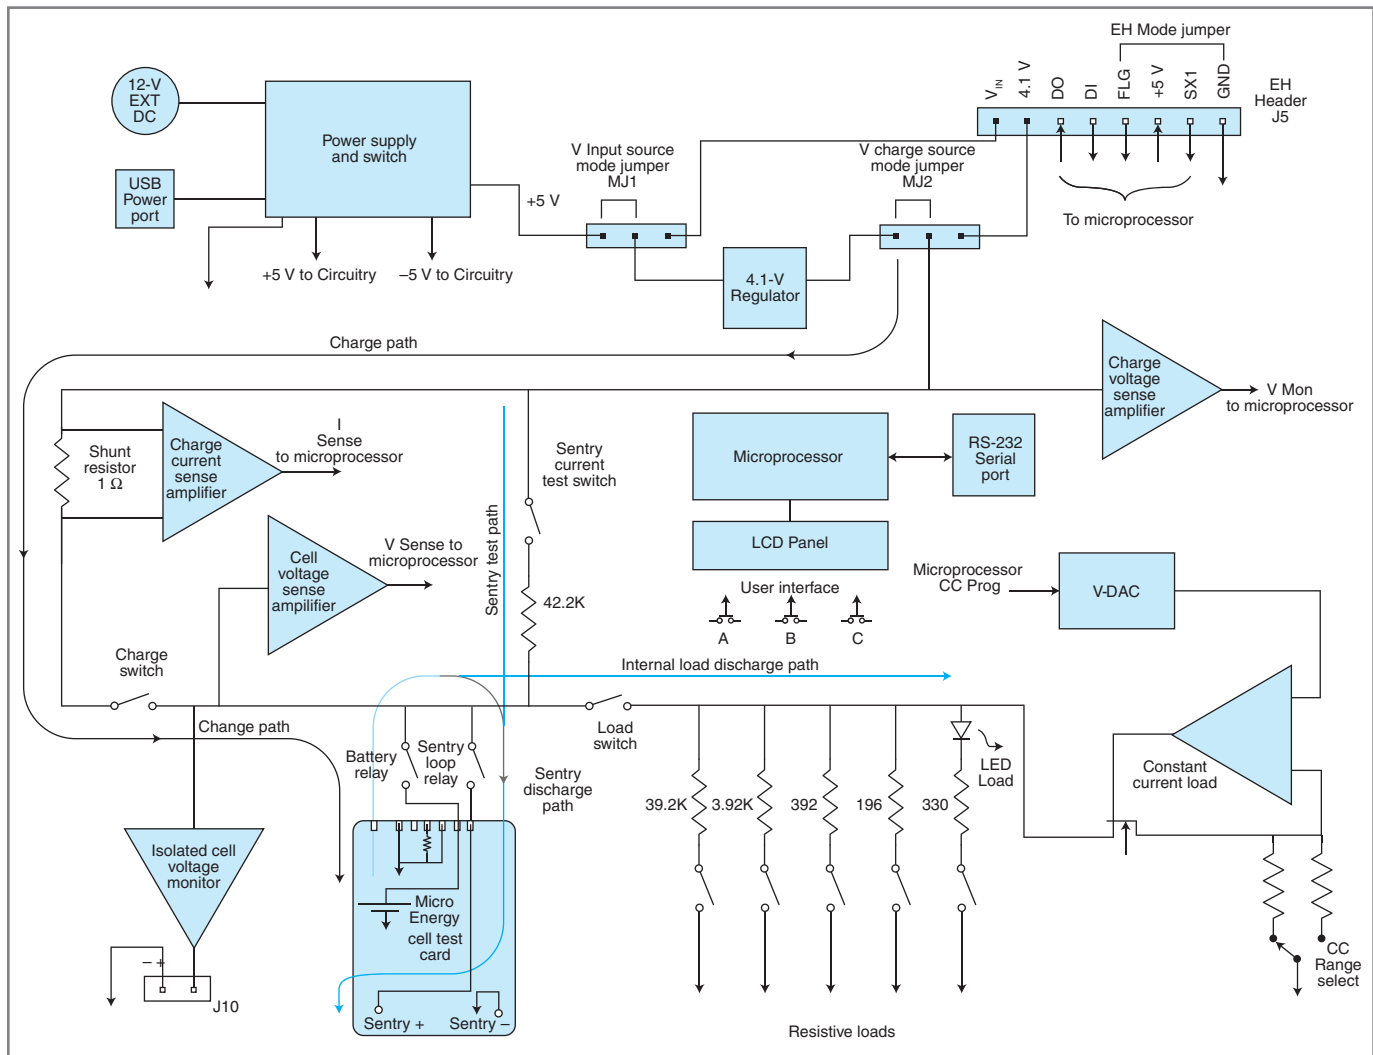 EH Mode jumper
12-V
EXT
DC
Power supply
and switch
USB
Power
port
+5 V
+5 V to Circuitry
–5 V to Circuitry
V Input source
mode jumper
MJ1
V charge source
mode jumper
MJ2
4.1-V
Regulator
VIN
4.1 V
DO
DI
FLG
+5 V
SX1
GND
EH
Header
J5
To microprocessor
Charge path
Charge
voltage
sense
amplifier
V Mon
to microprocessor
Shunt
resistor
1 Ω
Charge
current
sense
amplifier
I
Sense
to microprocessor
Sentry
current
test switch
Microprocessor
RS-232
Serial
port
LCD Panel
User interface
A
B
C
Cell
voltage
sense
ampilifier
V Sense to
microprocessor
Sentry test path
42.2K
Microprocessor
CC Prog
V-DAC
Charge
switch
Internal load discharge path
Change path
Battery
relay
Sentry
loop
relay
Sentry
discharge
path
Load
switch
LED
Load
Constant
current load
39.2K
3.92K
392
196
330
Isolated cell
voltage
monitor
Micro
Energy
cell test
card
– +
J10
Sentry +
Sentry –
Resistive loads
CC
Range
select